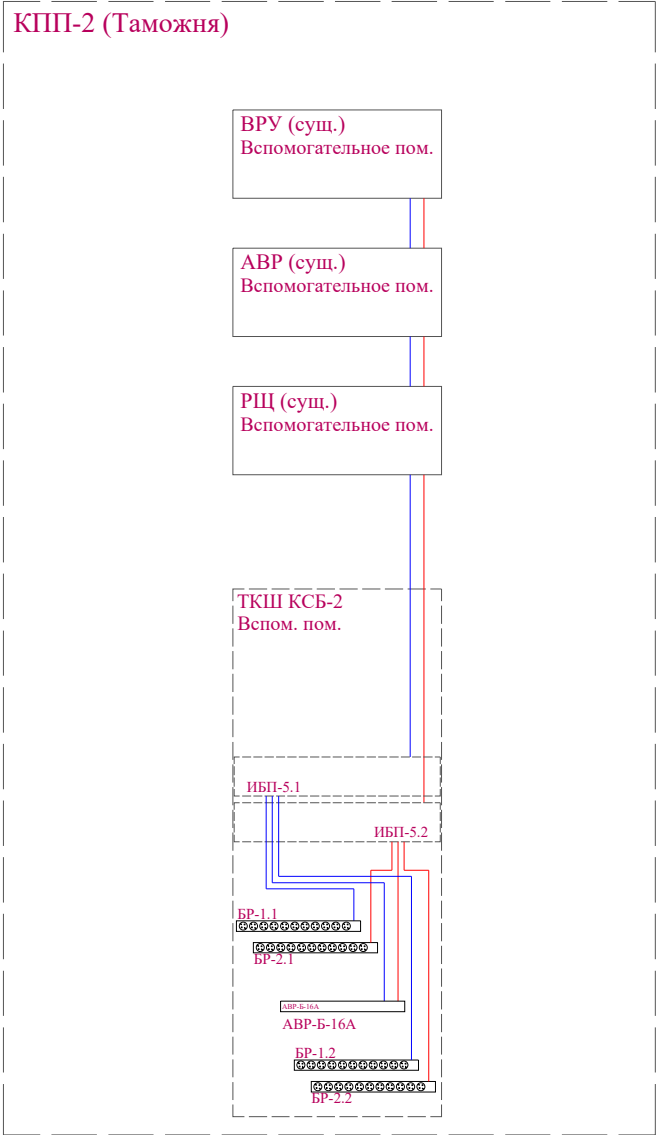 КПП-2 (Таможня)
ВРУ (сущ.)
Вспомогательное пом.
АВР (сущ.)
Вспомогательное пом.
РЩ (сущ.)
Вспомогательное пом.
ТКШ КСБ-2
Вспом. пом.
ИБП-5.1
ИБП-5.2
БР-1.1
БР-2.1
АВР-Б-16А
АВР-Б-16А
БР-1.2
БР-2.2